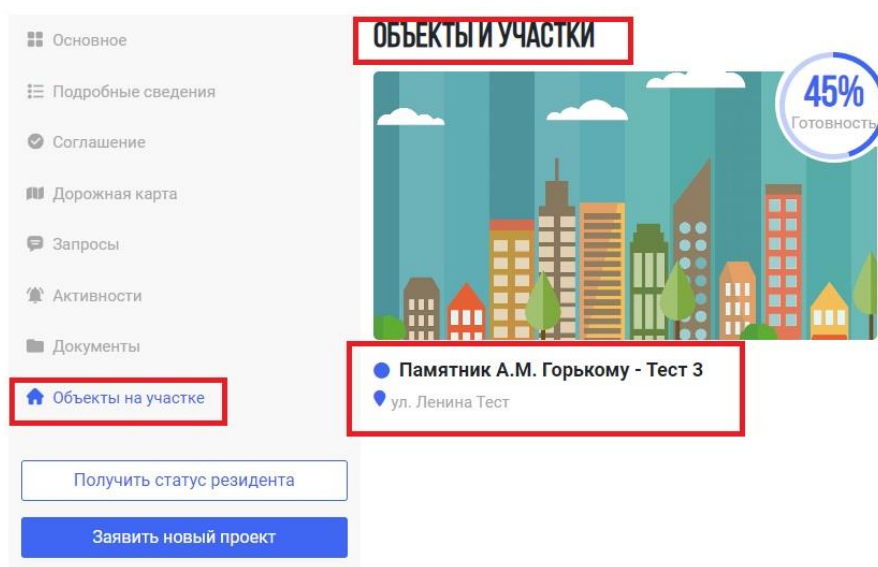 Основное
Подробные сведения
Соглашение
Дорожная карта
Запросы
Активности
Документы
Объекты на участке
Получить статус резидента
Заявить новый проект
ОБЪЕКТЫ И УЧАСТКИ
45%
Готовность
Памятник А.М. Горькому - Тест 3
ул. Ленина Тест